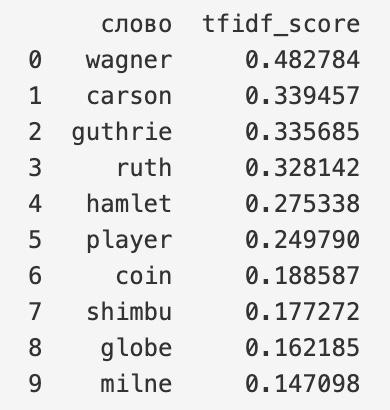 слово tfidf_score
0 wagner 0.482784
1 carson 0.339457
2 guthrie 0.335685
3 ruth 0.328142
4 hamlet 0.275338
5 player 0.249790
6 coin 0.188587
7 shimbu 0.177272
8 globe 0.162185
9 milne 0.147098